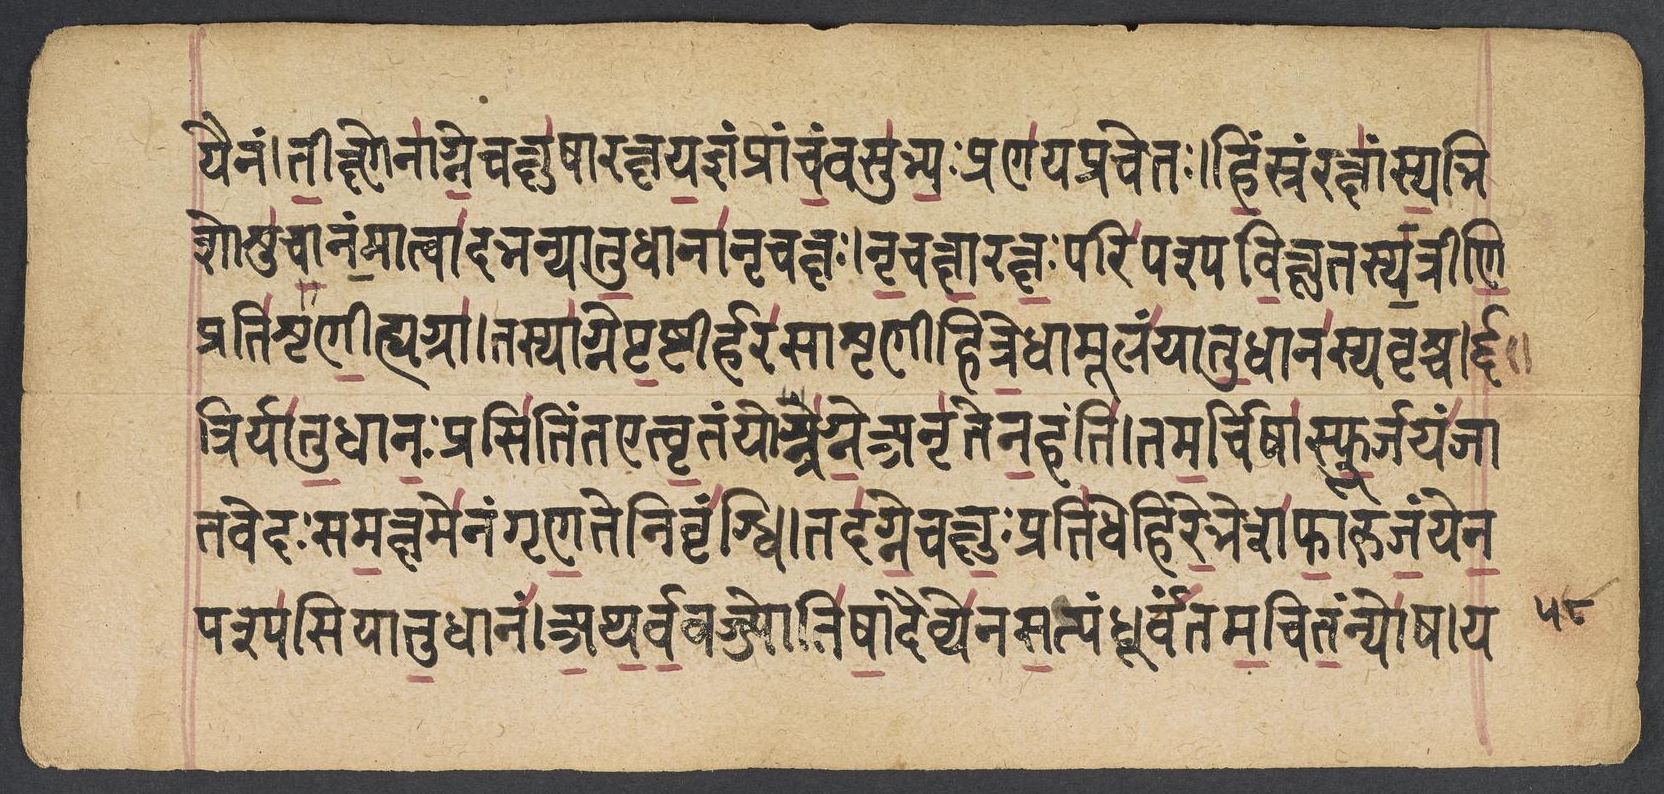 यैनं।तीक्ष्णेनाग्नेचक्षुषारक्षयज्ञंप्रांचंवसुभ्यःप्रणयप्रचेतः।हिंस्रंरक्षांस्यभि
शोशुचानंमात्वादभन्यातुधानानृचक्षः।नृचक्षारक्षःपरिपश्यविक्षुतस्यत्रीणि
प्रतिशृणीह्यग्रा।तस्याग्नेपृष्टीर्हरसाशृणीहित्रेधामूलंयातुधानस्यवृश्च।६॥
त्रिर्यातुधानःप्रसितिंतएत्वृतंयोअग्नेअनृतेनहंति।तमर्चिषास्फूर्जयंजा
तवेदःसमक्षमेनंगृणतेनिवृंग्धि॥तदग्नेचक्षुःप्रतिधेहिरेभेशफारुजंयेन
पश्यसियातुधानं।अथर्ववज्ज्योतिषादैव्येनसत्यंधूर्वंतमचितंन्योष।य
५८